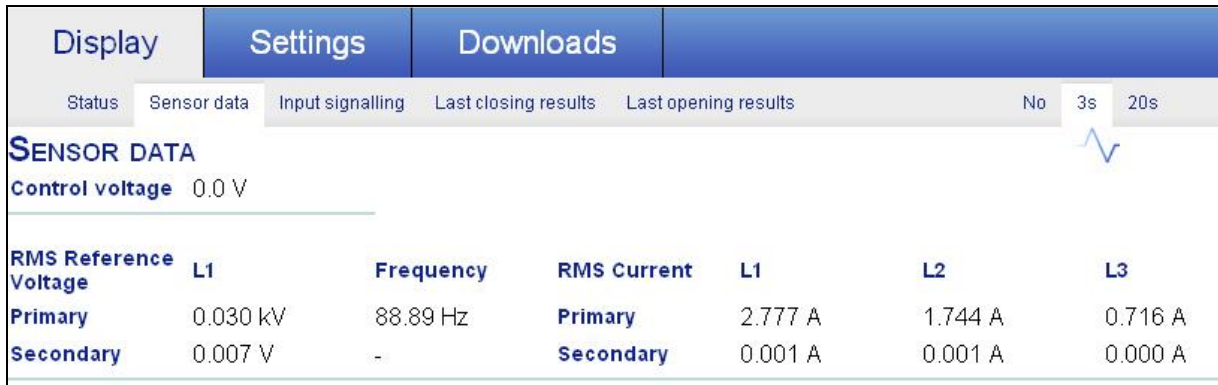 Display Settings Downloads
Status Sensor data Input signalling Last closing results Last opening results No 3s 20s
SENSOR DATA
Control voltage 0.0 V
RMS Reference Voltage L1 Frequency RMS Current L1 L2 L3
Primary 0.030 kV 88.89 Hz Primary 2.777 A 1.744 A 0.716 A
Secondary 0.007 V - Secondary 0.001 A 0.001 A 0.000 A